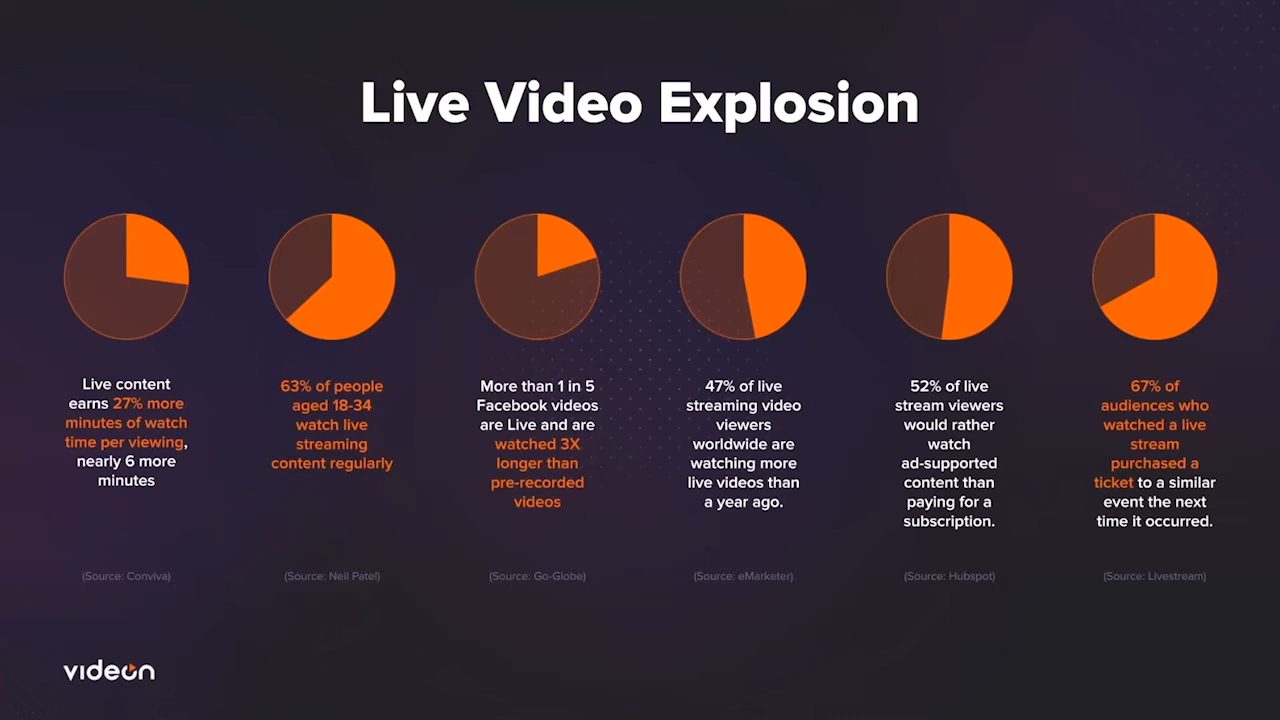 Live Video Explosion
Live content
earns 27% more
minutes of watch
time per viewing,
nearly 6 more
minutes
(Source: Conviva)
63% of people
aged 18-34
watch live
streaming
content regularly
(Source: Neil Patel)
More than 1 in 5
Facebook videos
are Live and are
watched 3X
longer than
pre-recorded
videos
(Source: Go-Globe)
47% of live
streaming video
viewers
worldwide are
watching more
live videos than
a year ago.
(Source: eMarketer)
52% of live
stream viewers
would rather
watch
ad-supported
content than
paying for a
subscription.
(Source: Hubspot)
67% of
audiences who
watched a live
stream
purchased a
ticket to a similar
event the next
time it occurred.
(Source: Livestream)
videon